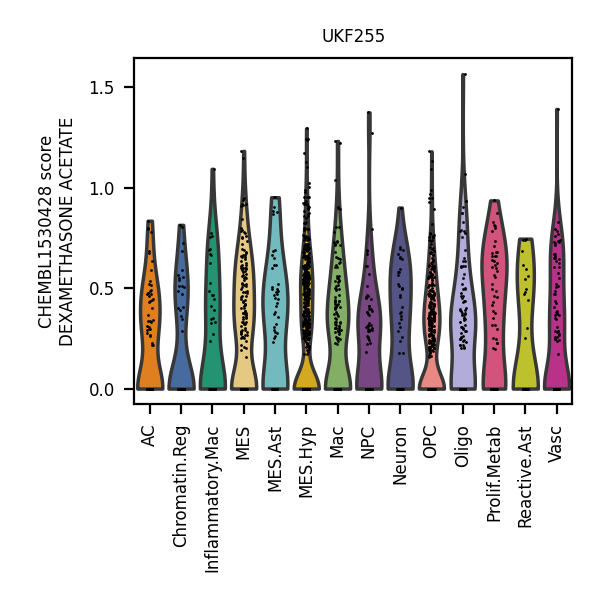 UKF255
CHEMBL1530428 score
DEXAMETHASONE ACETATE
1.5
1.0
0.5
0.0
AC
Chromatin.Reg
Inflammatory.Mac
MES
MES.Ast
MES.Hyp
Mac
NPC
Neuron
OPC
Oligo
Prolif.Metab
Reactive.Ast
Vasc